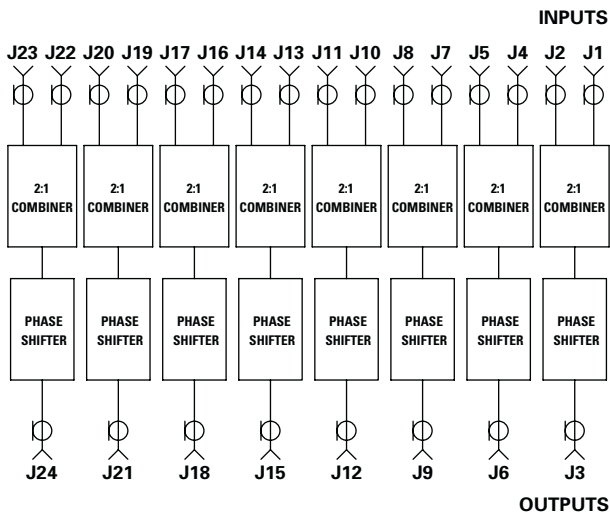 INPUTS
J23 J22 J20 J19 J17 J16 J14 J13 J11 J10 J8 J7 J5 J4 J2 J1
2:1 2:1 2:1 2:1 2:1 2:1 2:1 2:1
COMBINER COMBINER COMBINER COMBINER COMBINER COMBINER COMBINER COMBINER
PHASE PHASE PHASE PHASE PHASE PHASE PHASE PHASE
SHIFTER SHIFTER SHIFTER SHIFTER SHIFTER SHIFTER SHIFTER SHIFTER
J24 J21 J18 J15 J12 J9 J6 J3
OUTPUTS